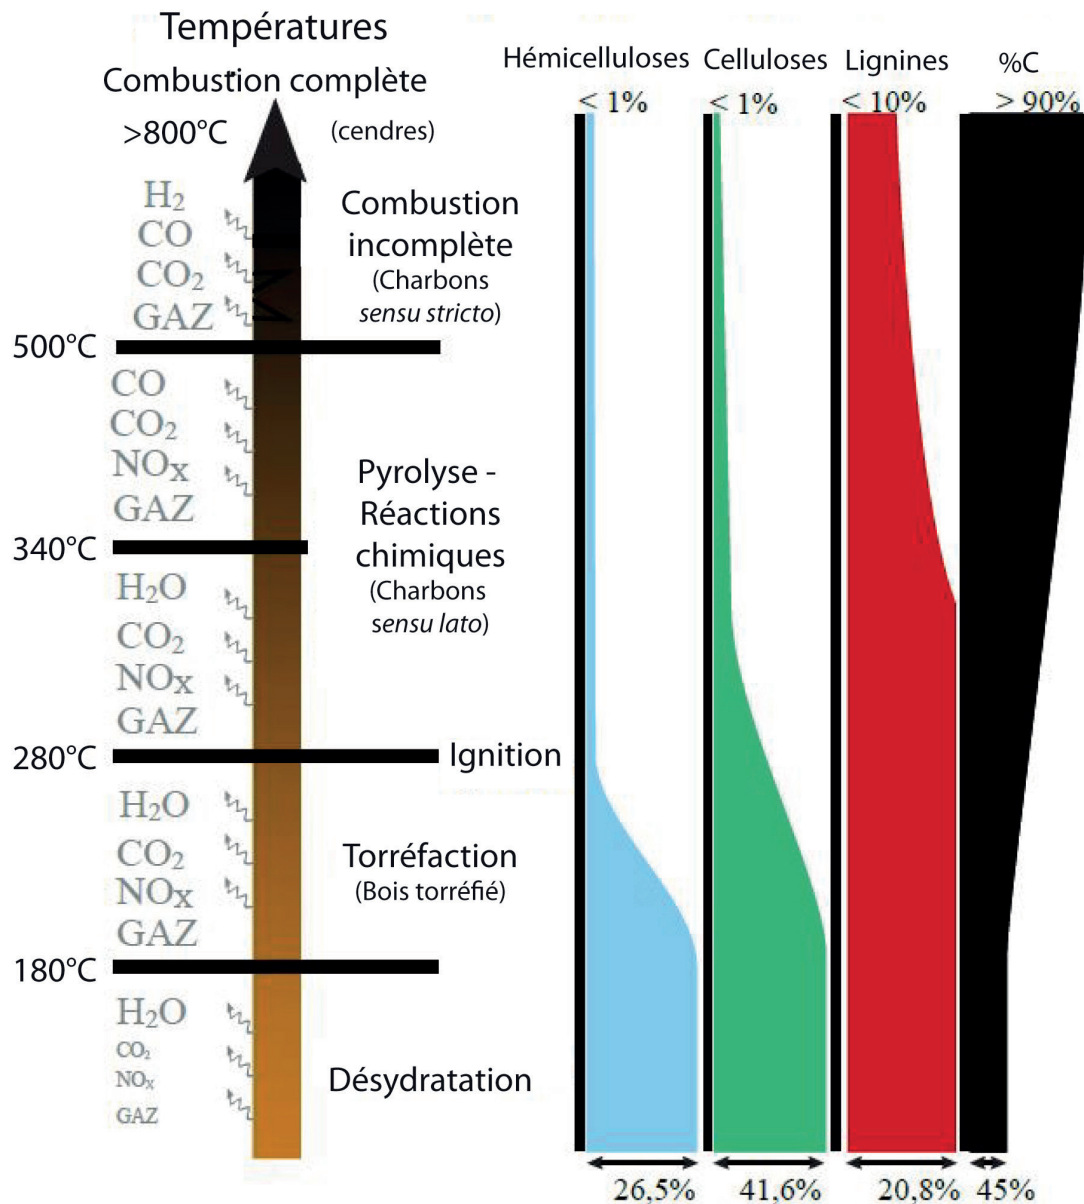 Températures
Combustion complète
>800°C
(cendres)
H₂
CO
CO₂
GAZ
Combustion
incomplète
(Charbons
sensu stricto)
500°C
CO
CO₂
NOx
GAZ
Pyrolyse -
Réactions
chimiques
(Charbons
sensu lato)
340°C
H₂O
CO₂
NOx
GAZ
280°C
Ignition
H₂O
CO₂
NOx
GAZ
Torréfaction
(Bois torréfié)
180°C
H₂O
CO₂
NOx
GAZ
Désydratation
Hémicelluloses Celluloses Lignines %C
< 1% < 1% < 10% > 90%
26,5% 41,6% 20,8% 45%